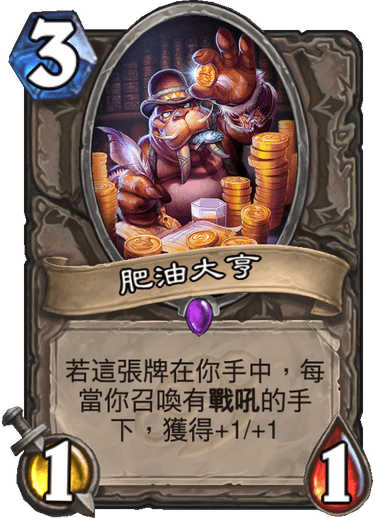 3
肥油大亨
若這張牌在你手中，每
當你召喚有戰吼的手
下，獲得+1/+1
1
1